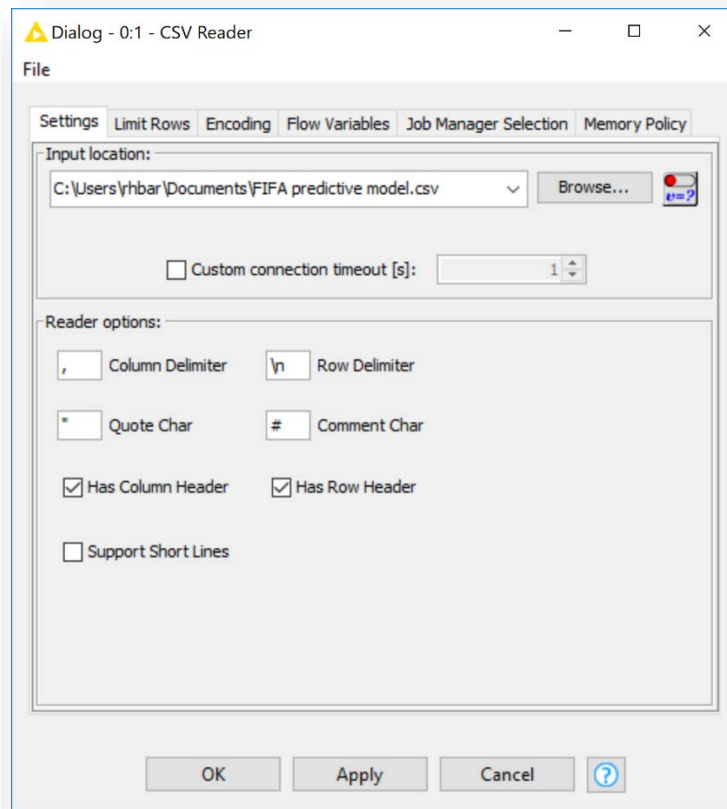 Dialog - 0:1 - CSV Reader
File
Settings Limit Rows Encoding Flow Variables Job Manager Selection Memory Policy
Input location:
C:\Users\rhbar\Documents\FIFA predictive model.csv Browse... v=?
Custom connection timeout [s]: 1
Reader options:
, Column Delimiter \n Row Delimiter
" Quote Char # Comment Char
Has Column Header Has Row Header
Support Short Lines
OK Apply Cancel ?